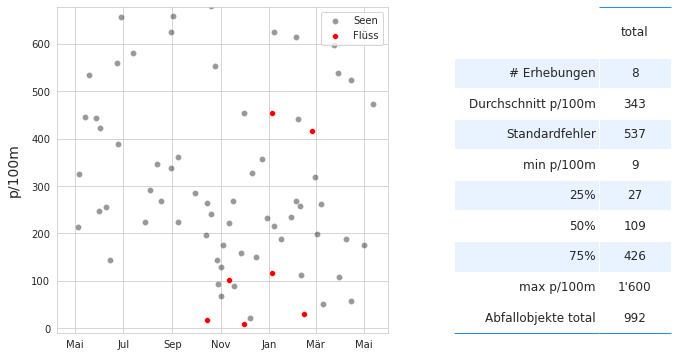 Seen
Flüss
p/100m
600
500
400
300
200
100
0
Mai Jul Sep Nov Jan Mär Mai
total
# Erhebungen 8
Durchschnitt p/100m 343
Standardfehler 537
min p/100m 9
25% 27
50% 109
75% 426
max p/100m 1'600
Abfallobjekte total 992